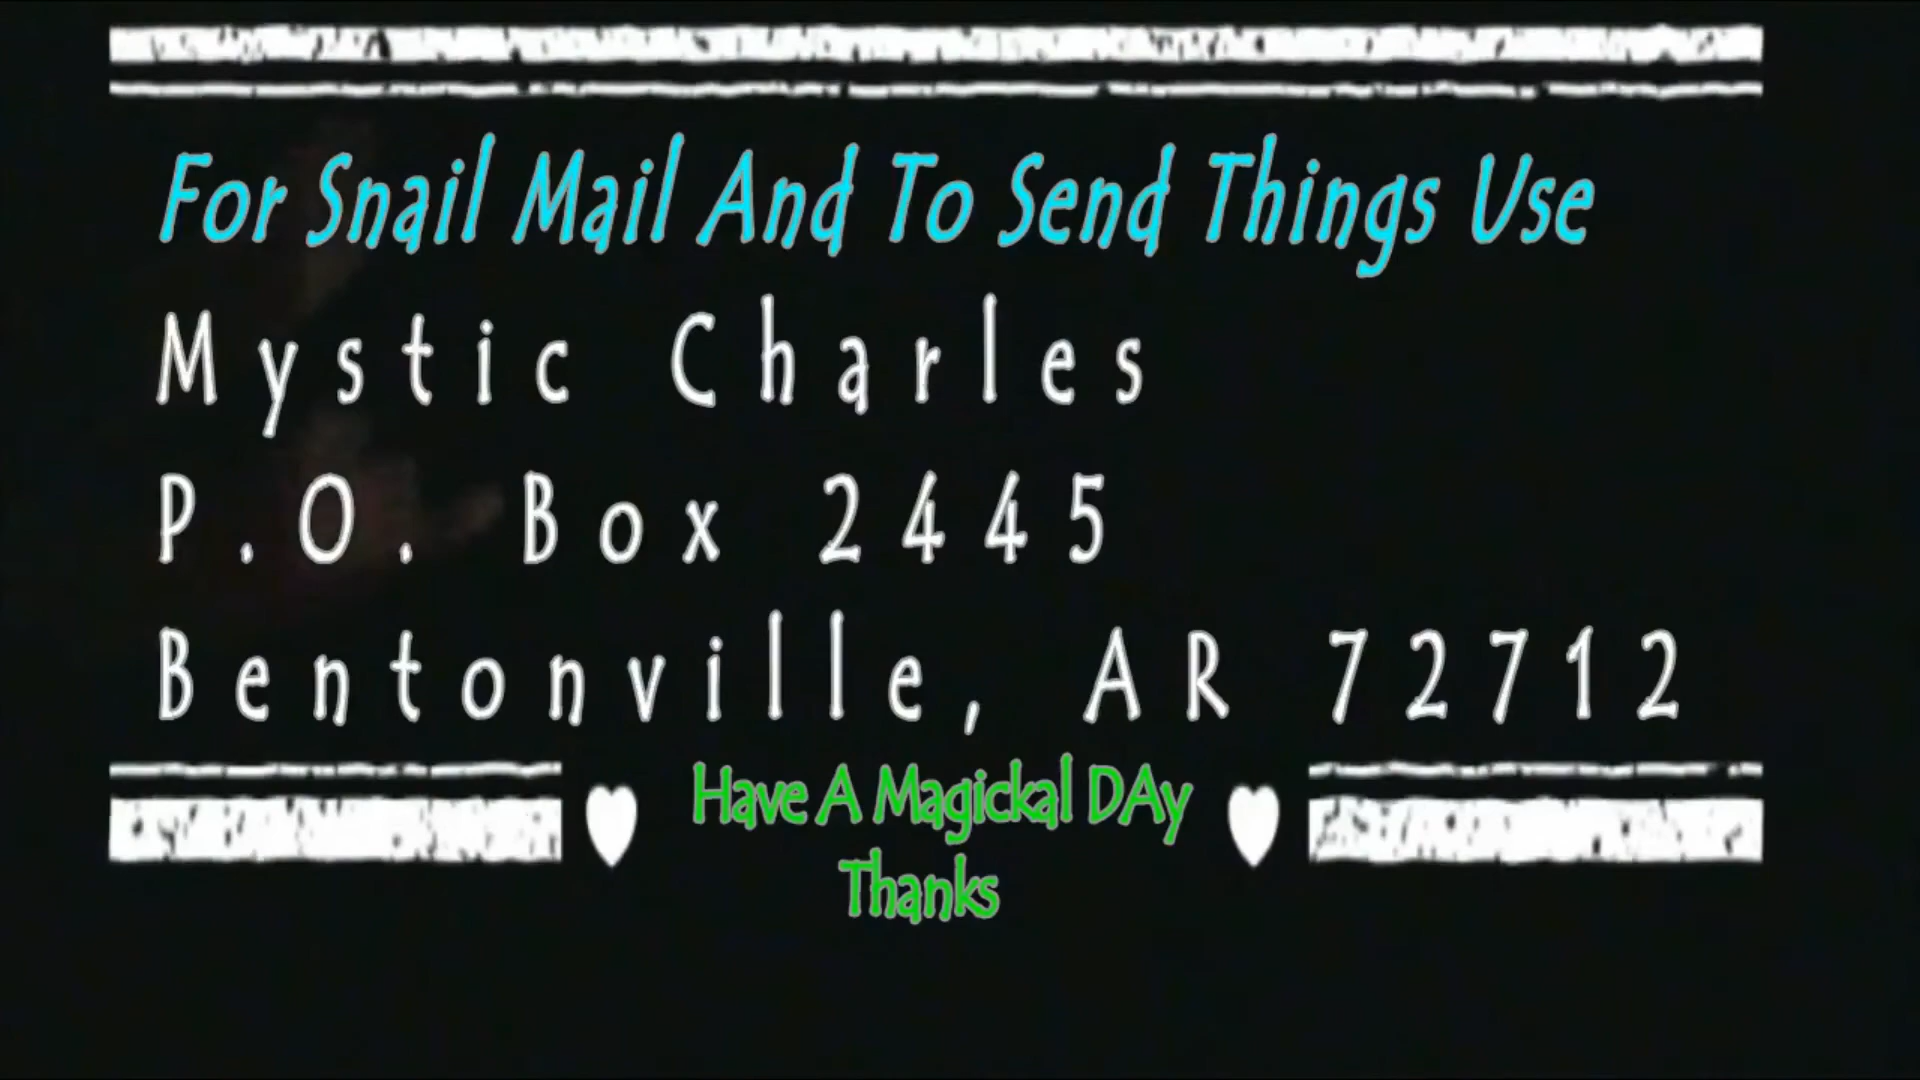 For Snail Mail And To Send Things Use
Mystic Charles
P.O. Box 2445
Bentonville, AR 72712
Have A Magickal DAy
Thanks